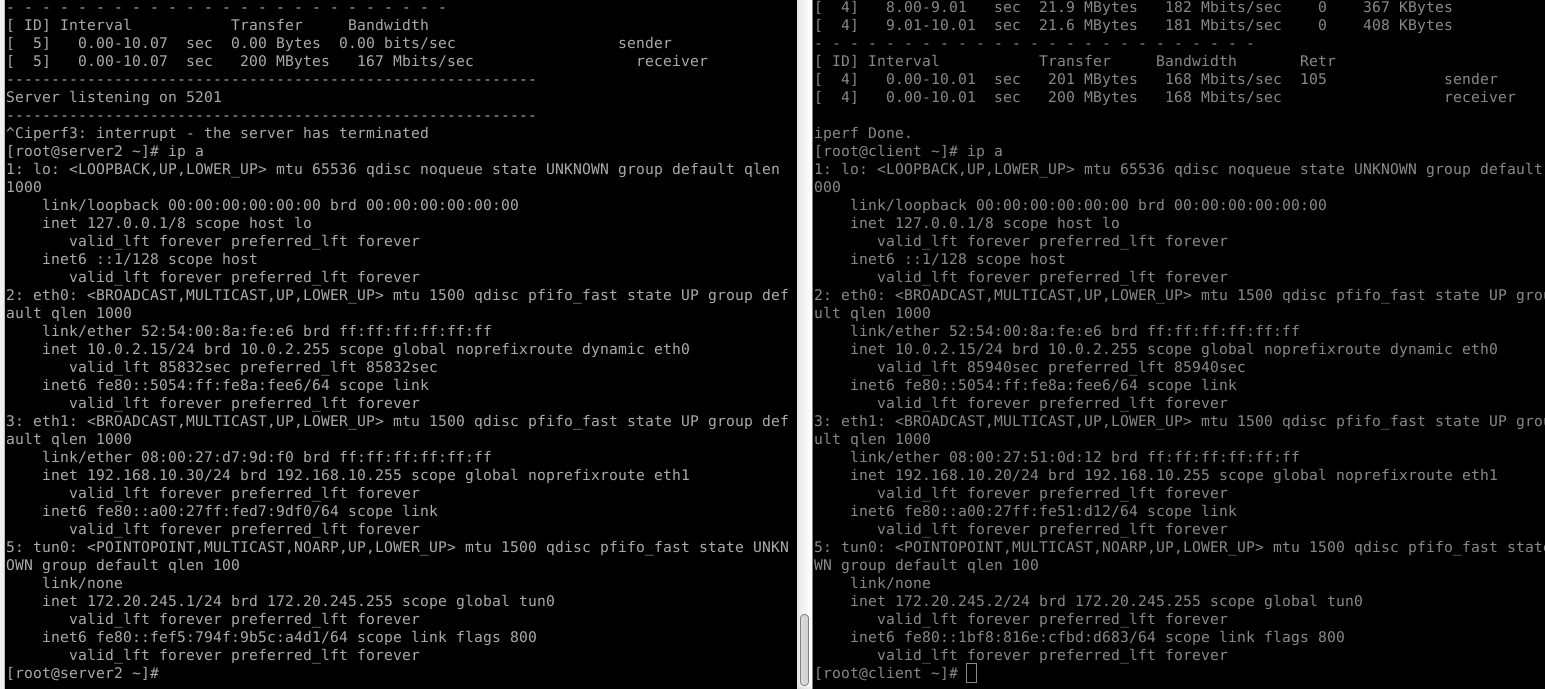 - - - - - - - - - - - - - - - - - - - - - - - - -
[ ID] Interval           Transfer     Bandwidth
[  5]   0.00-10.07  sec  0.00 Bytes  0.00 bits/sec                  sender
[  5]   0.00-10.07  sec   200 MBytes   167 Mbits/sec                  receiver
-----------------------------------------------------------
Server listening on 5201
-----------------------------------------------------------
^Ciperf3: interrupt - the server has terminated
[root@server2 ~]# ip a
1: lo: <LOOPBACK,UP,LOWER_UP> mtu 65536 qdisc noqueue state UNKNOWN group default qlen
1000
    link/loopback 00:00:00:00:00:00 brd 00:00:00:00:00:00
    inet 127.0.0.1/8 scope host lo
       valid_lft forever preferred_lft forever
    inet6 ::1/128 scope host
       valid_lft forever preferred_lft forever
2: eth0: <BROADCAST,MULTICAST,UP,LOWER_UP> mtu 1500 qdisc pfifo_fast state UP group def
ault qlen 1000
    link/ether 52:54:00:8a:fe:e6 brd ff:ff:ff:ff:ff:ff
    inet 10.0.2.15/24 brd 10.0.2.255 scope global noprefixroute dynamic eth0
       valid_lft 85832sec preferred_lft 85832sec
    inet6 fe80::5054:ff:fe8a:fee6/64 scope link
       valid_lft forever preferred_lft forever
3: eth1: <BROADCAST,MULTICAST,UP,LOWER_UP> mtu 1500 qdisc pfifo_fast state UP group def
ault qlen 1000
    link/ether 08:00:27:d7:9d:f0 brd ff:ff:ff:ff:ff:ff
    inet 192.168.10.30/24 brd 192.168.10.255 scope global noprefixroute eth1
       valid_lft forever preferred_lft forever
    inet6 fe80::a00:27ff:fed7:9df0/64 scope link
       valid_lft forever preferred_lft forever
5: tun0: <POINTOPOINT,MULTICAST,NOARP,UP,LOWER_UP> mtu 1500 qdisc pfifo_fast state UNKN
OWN group default qlen 100
    link/none
    inet 172.20.245.1/24 brd 172.20.245.255 scope global tun0
       valid_lft forever preferred_lft forever
    inet6 fe80::fef5:794f:9b5c:a4d1/64 scope link flags 800
       valid_lft forever preferred_lft forever
[root@server2 ~]#
[  4]   8.00-9.01   sec  21.9 MBytes   182 Mbits/sec    0    367 KBytes
[  4]   9.01-10.01  sec  21.6 MBytes   181 Mbits/sec    0    408 KBytes
- - - - - - - - - - - - - - - - - - - - - - - - -
[ ID] Interval           Transfer     Bandwidth       Retr
[  4]   0.00-10.01  sec   201 MBytes   168 Mbits/sec  105             sender
[  4]   0.00-10.01  sec   200 MBytes   168 Mbits/sec                  receiver
iperf Done.
[root@client ~]# ip a
1: lo: <LOOPBACK,UP,LOWER_UP> mtu 65536 qdisc noqueue state UNKNOWN group default
000
    link/loopback 00:00:00:00:00:00 brd 00:00:00:00:00:00
    inet 127.0.0.1/8 scope host lo
       valid_lft forever preferred_lft forever
    inet6 ::1/128 scope host
       valid_lft forever preferred_lft forever
2: eth0: <BROADCAST,MULTICAST,UP,LOWER_UP> mtu 1500 qdisc pfifo_fast state UP gro
ult qlen 1000
    link/ether 52:54:00:8a:fe:e6 brd ff:ff:ff:ff:ff:ff
    inet 10.0.2.15/24 brd 10.0.2.255 scope global noprefixroute dynamic eth0
       valid_lft 85940sec preferred_lft 85940sec
    inet6 fe80::5054:ff:fe8a:fee6/64 scope link
       valid_lft forever preferred_lft forever
3: eth1: <BROADCAST,MULTICAST,UP,LOWER_UP> mtu 1500 qdisc pfifo_fast state UP gro
ult qlen 1000
    link/ether 08:00:27:51:0d:12 brd ff:ff:ff:ff:ff:ff
    inet 192.168.10.20/24 brd 192.168.10.255 scope global noprefixroute eth1
       valid_lft forever preferred_lft forever
    inet6 fe80::a00:27ff:fe51:d12/64 scope link
       valid_lft forever preferred_lft forever
5: tun0: <POINTOPOINT,MULTICAST,NOARP,UP,LOWER_UP> mtu 1500 qdisc pfifo_fast stat
WN group default qlen 100
    link/none
    inet 172.20.245.2/24 brd 172.20.245.255 scope global tun0
       valid_lft forever preferred_lft forever
    inet6 fe80::1bf8:816e:cfbd:d683/64 scope link flags 800
       valid_lft forever preferred_lft forever
[root@client ~]#